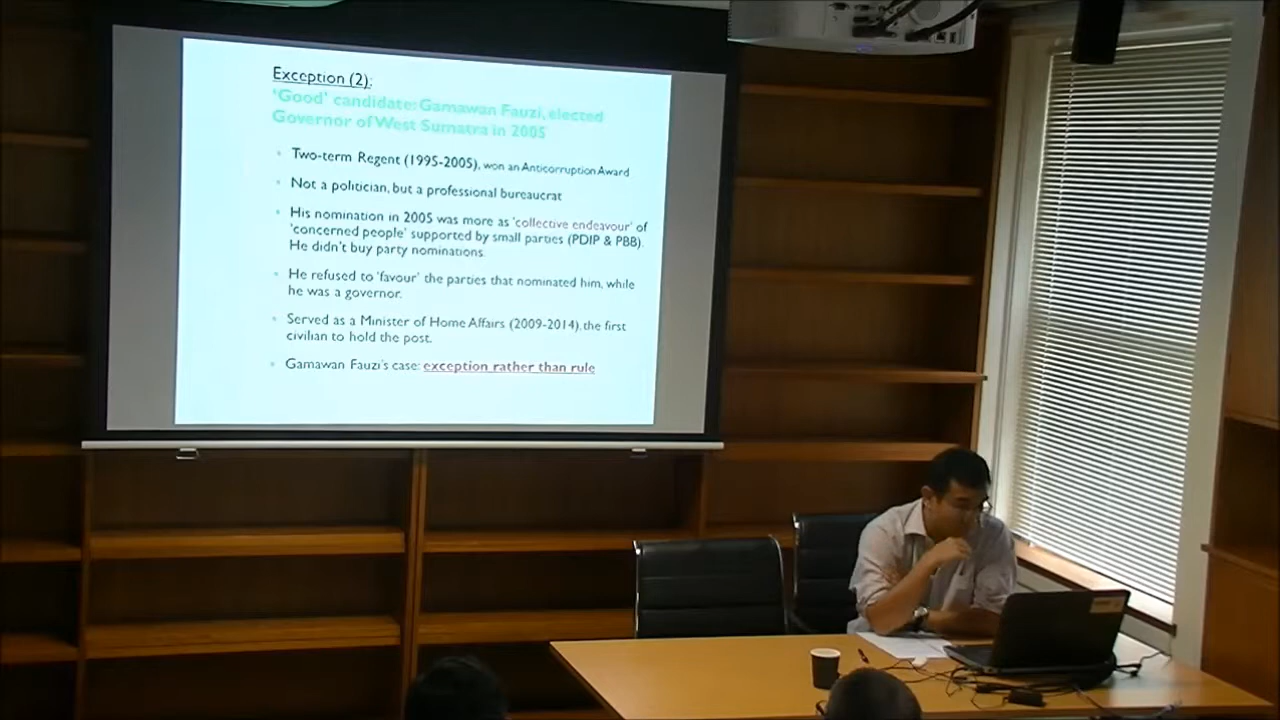 Exception (2):
‘Good’ candidate: Gamawan Fauzi, elected
Governor of West Sumatra in 2005
Two-term Regent (1995-2005), won an Anticorruption Award
Not a politician, but a professional bureaucrat
His nomination in 2005 was more as ‘collective endeavour’ of
‘concerned people’ supported by small parties (PDIP & PBB).
He didn’t buy party nominations.
He refused to ‘favour’ the parties that nominated him, while
he was a governor.
Served as a Minister of Home Affairs (2009-2014), the first
civilian to hold the post.
Gamawan Fauzi’s case: exception rather than rule